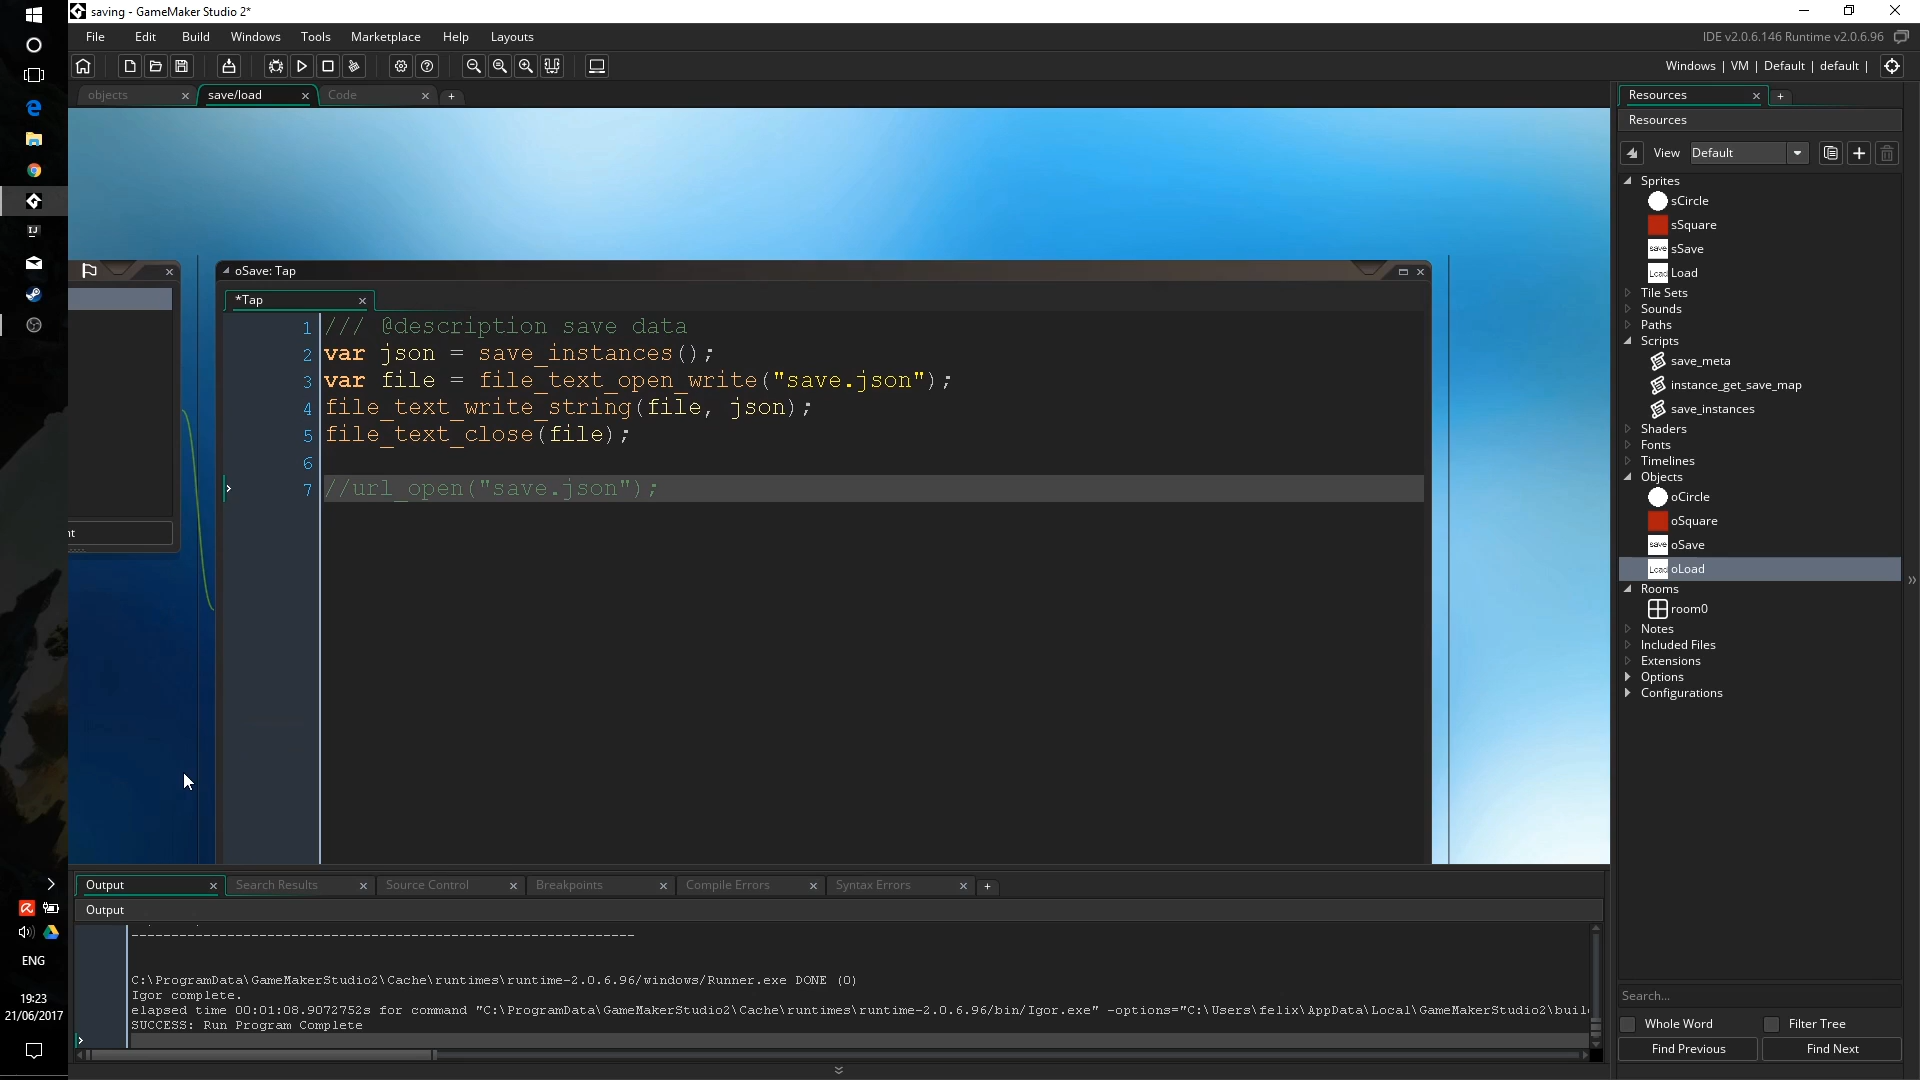 saving - GameMaker Studio 2*
File Edit Build Windows Tools Marketplace Help Layouts
IDE v2.0.6.146 Runtime v2.0.6.96
Windows | VM | Default | default |
objects
save/load
Code
Resources
Resources
View Default
Sprites
sCircle
sSquare
save sSave
Load Load
Tile Sets
Sounds
Paths
Scripts
save_meta
instance_get_save_map
save_instances
Shaders
Fonts
Timelines
Objects
oCircle
oSquare
save oSave
Load oLoad
Rooms
room0
Notes
Included Files
Extensions
Options
Configurations
oSave: Tap
*Tap
1 /// @description save data
2 var json = save_instances();
3 var file = file_text_open_write("save.json");
4 file_text_write_string(file, json);
5 file_text_close(file);
6
7 //url_open("save.json");
nt
Output
Search Results
Source Control
Breakpoints
Compile Errors
Syntax Errors
Output
------------------------------------------------------------
C:\ProgramData\GameMakerStudio2\Cache\runtimes\runtime-2.0.6.96/windows/Runner.exe DONE (0)
Igor complete.
elapsed time 00:01:08.9072752s for command "C:\ProgramData\GameMakerStudio2\Cache\runtimes\runtime-2.0.6.96/bin/Igor.exe" -options="C:\Users\felix\AppData\Local\GameMakerStudio2\buil
SUCCESS: Run Program Complete
Search...
Whole Word
Filter Tree
Find Previous
Find Next
IJ
ENG
19:23
21/06/2017